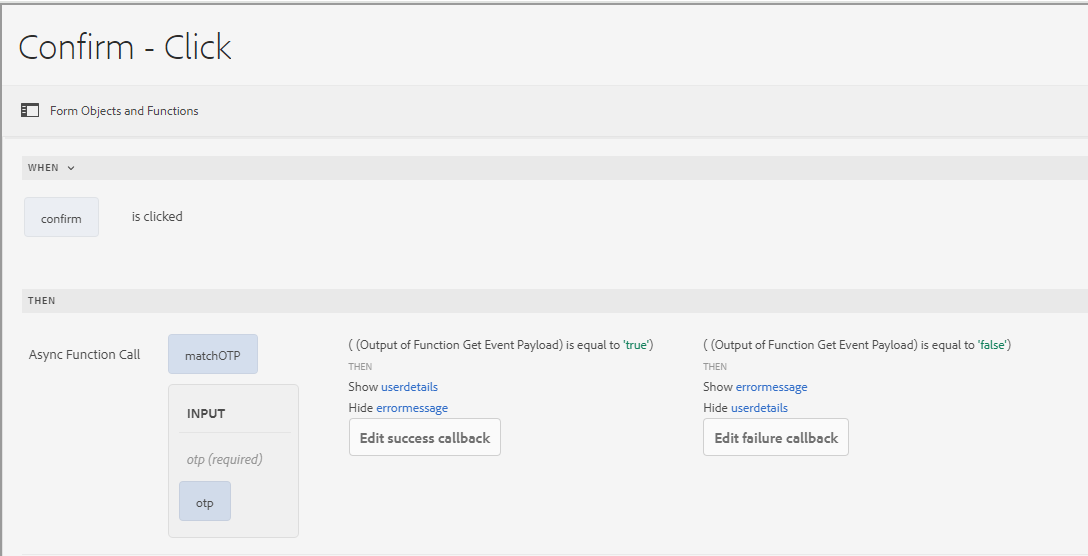 Confirm - Click
Form Objects and Functions
WHEN
confirm is clicked
THEN
Async Function Call
matchOTP
INPUT
otp (required)
otp
( (Output of Function Get Event Payload) is equal to 'true')
THEN
Show userdetails
Hide errormessage
Edit success callback
( (Output of Function Get Event Payload) is equal to 'false')
THEN
Show errormessage
Hide userdetails
Edit failure callback